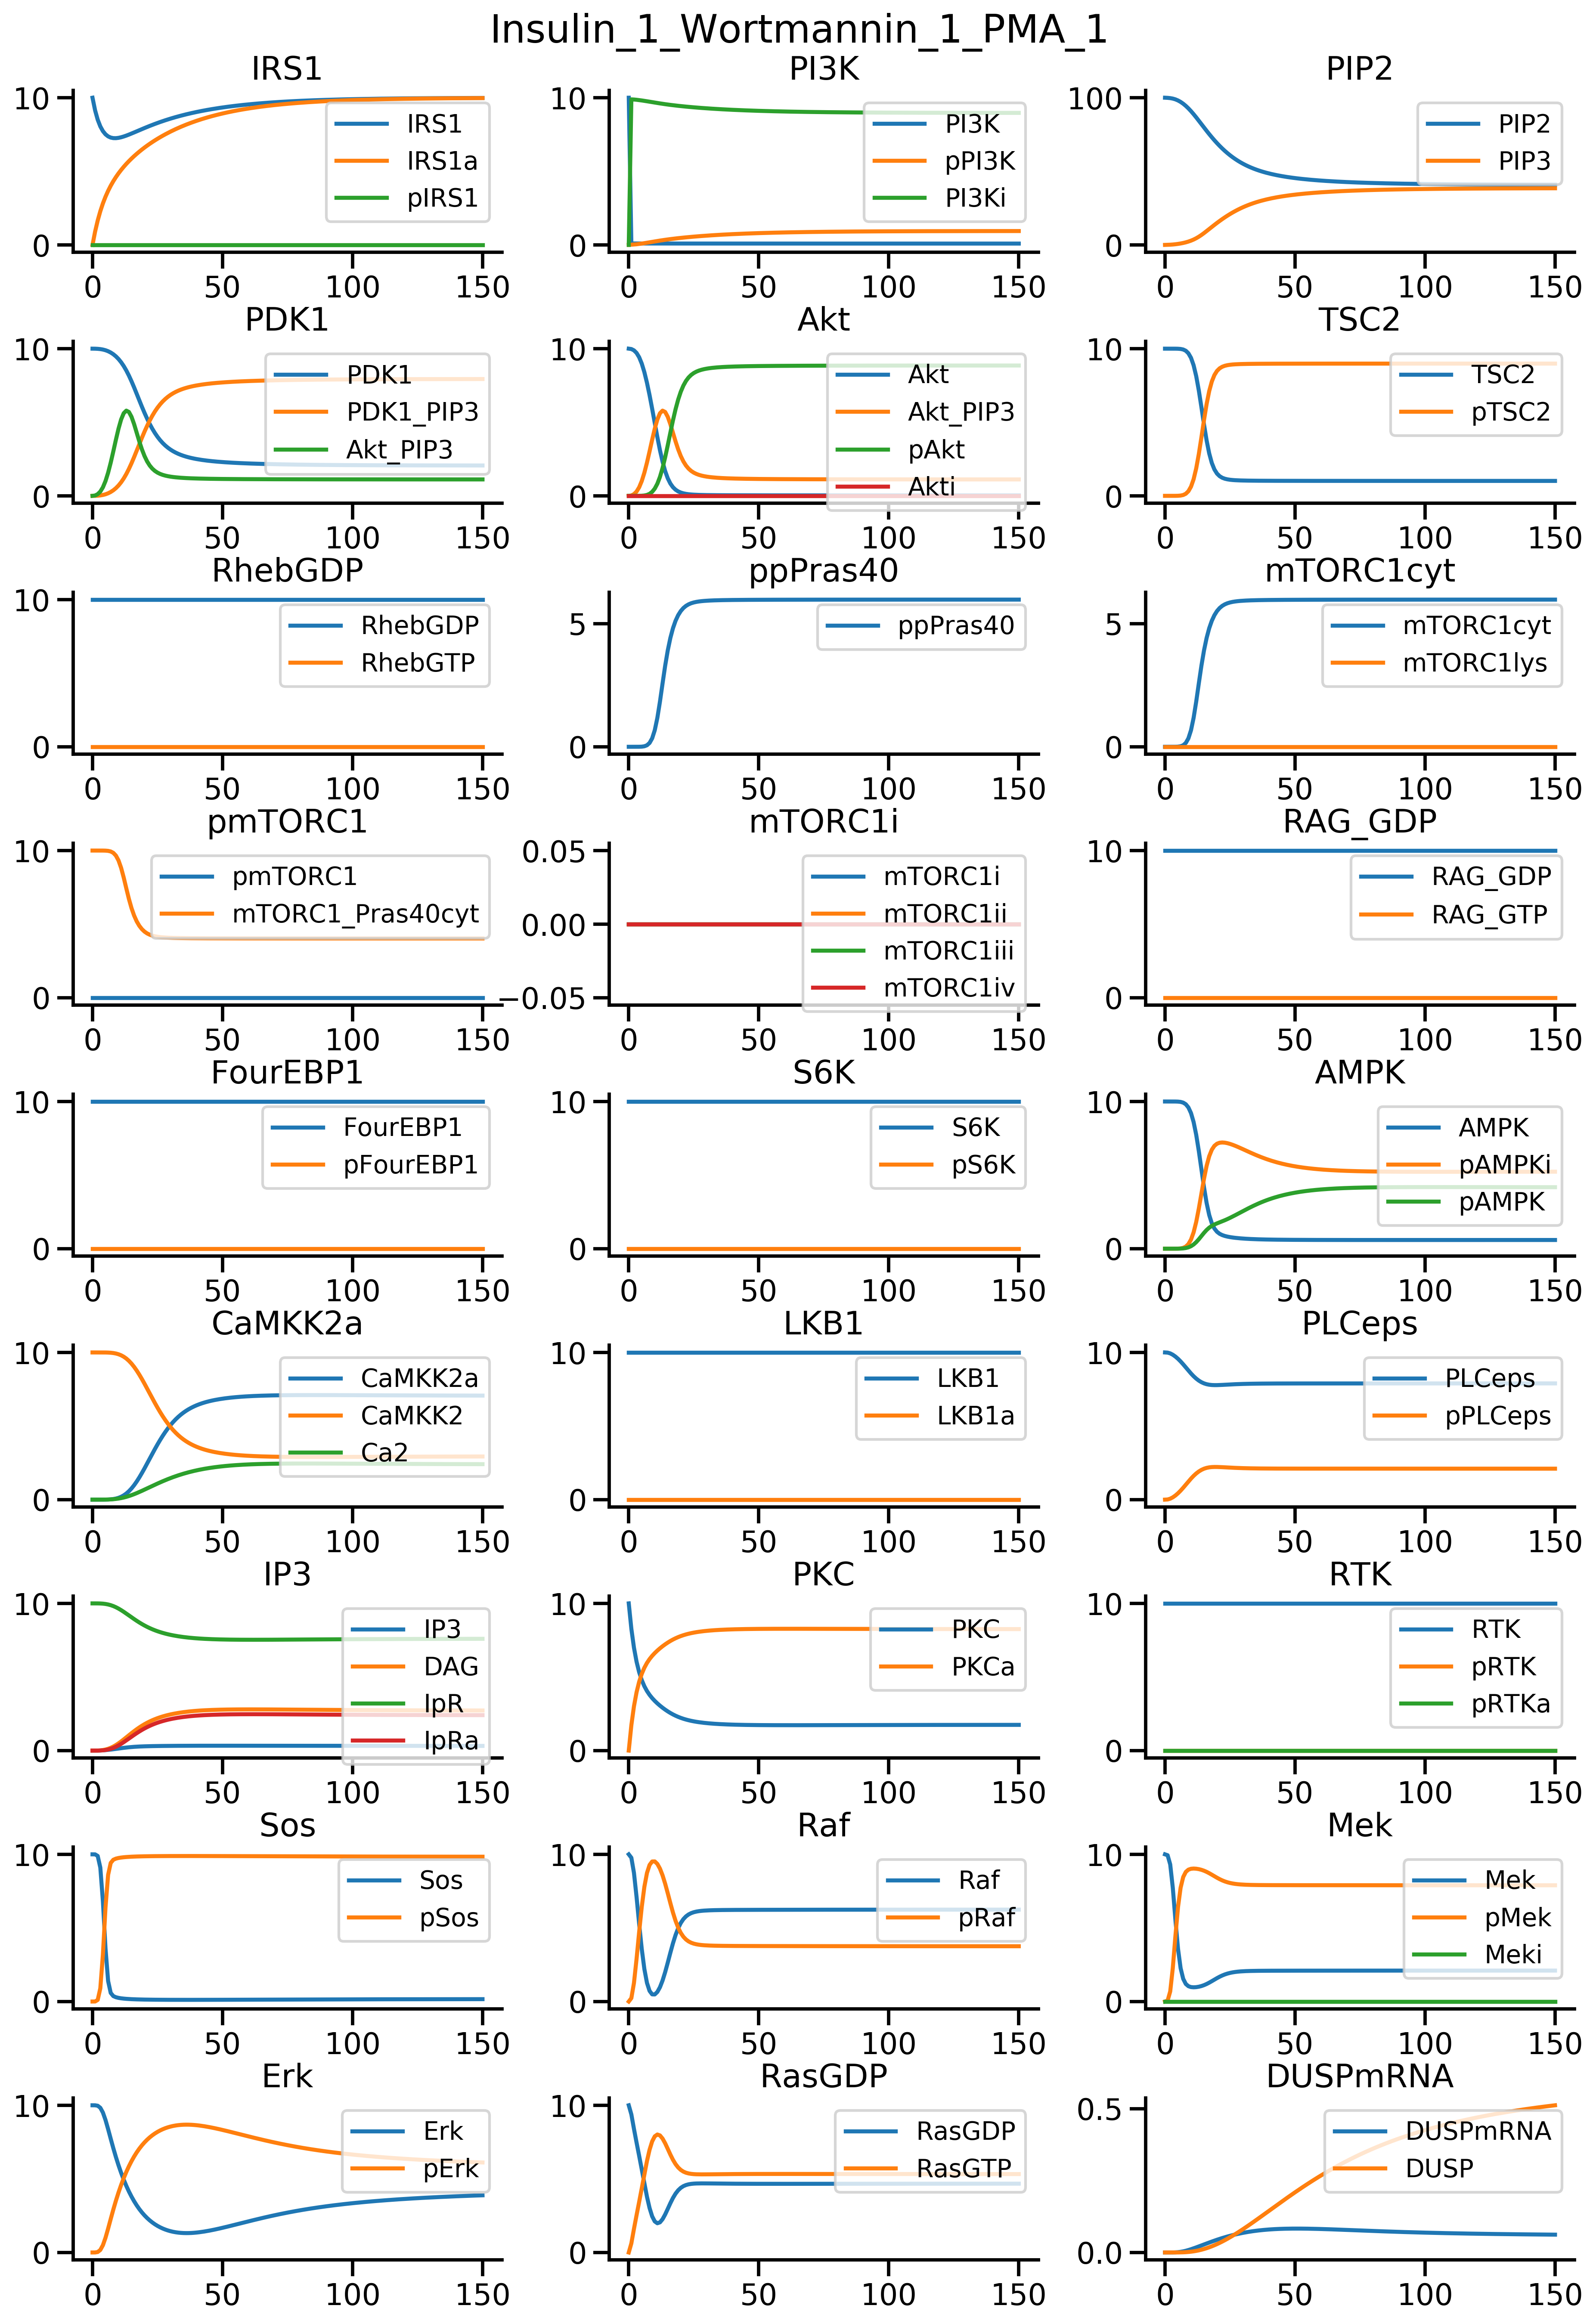 Insulin_1_Wortmannin_1_PMA_1
IRS1
10
0
0 50 100 150
IRS1
IRS1a
pIRS1
PI3K
10
0
0 50 100 150
PI3K
pPI3K
PI3Ki
PIP2
100
0
0 50 100 150
PIP2
PIP3
PDK1
10
0
0 50 100 150
PDK1
PDK1_PIP3
Akt_PIP3
Akt
10
0
0 50 100 150
Akt
Akt_PIP3
pAkt
Akti
TSC2
10
0
0 50 100 150
TSC2
pTSC2
RhebGDP
10
0
0 50 100 150
RhebGDP
RhebGTP
ppPras40
5
0
0 50 100 150
ppPras40
mTORC1cyt
5
0
0 50 100 150
mTORC1cyt
mTORC1lys
pmTORC1
10
0
0 50 100 150
pmTORC1
mTORC1_Pras40cyt
mTORC1i
0.05
0.00
−0.05
0 50 100 150
mTORC1i
mTORC1ii
mTORC1iii
mTORC1iv
RAG_GDP
10
0
0 50 100 150
RAG_GDP
RAG_GTP
FourEBP1
10
0
0 50 100 150
FourEBP1
pFourEBP1
S6K
10
0
0 50 100 150
S6K
pS6K
AMPK
10
0
0 50 100 150
AMPK
pAMPKi
pAMPK
CaMKK2a
10
0
0 50 100 150
CaMKK2a
CaMKK2
Ca2
LKB1
10
0
0 50 100 150
LKB1
LKB1a
PLCeps
10
0
0 50 100 150
PLCeps
pPLCeps
IP3
10
0
0 50 100 150
IP3
DAG
IpR
IpRa
PKC
10
0
0 50 100 150
PKC
PKCa
RTK
10
0
0 50 100 150
RTK
pRTK
pRTKa
Sos
10
0
0 50 100 150
Sos
pSos
Raf
10
0
0 50 100 150
Raf
pRaf
Mek
10
0
0 50 100 150
Mek
pMek
Meki
Erk
10
0
0 50 100 150
Erk
pErk
RasGDP
10
0
0 50 100 150
RasGDP
RasGTP
DUSPmRNA
0.5
0.0
0 50 100 150
DUSPmRNA
DUSP